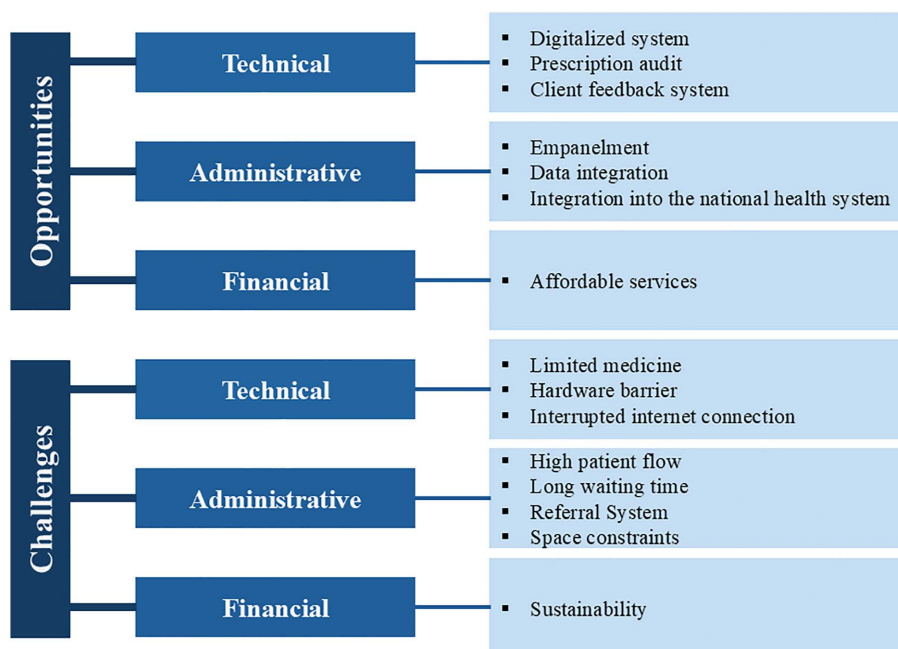 Opportunities
Technical
▪ Digitalized system
▪ Prescription audit
▪ Client feedback system
Administrative
▪ Empanelment
▪ Data integration
▪ Integration into the national health system
Financial
▪ Affordable services
Challenges
Technical
▪ Limited medicine
▪ Hardware barrier
▪ Interrupted internet connection
Administrative
▪ High patient flow
▪ Long waiting time
▪ Referral System
▪ Space constraints
Financial
▪ Sustainability